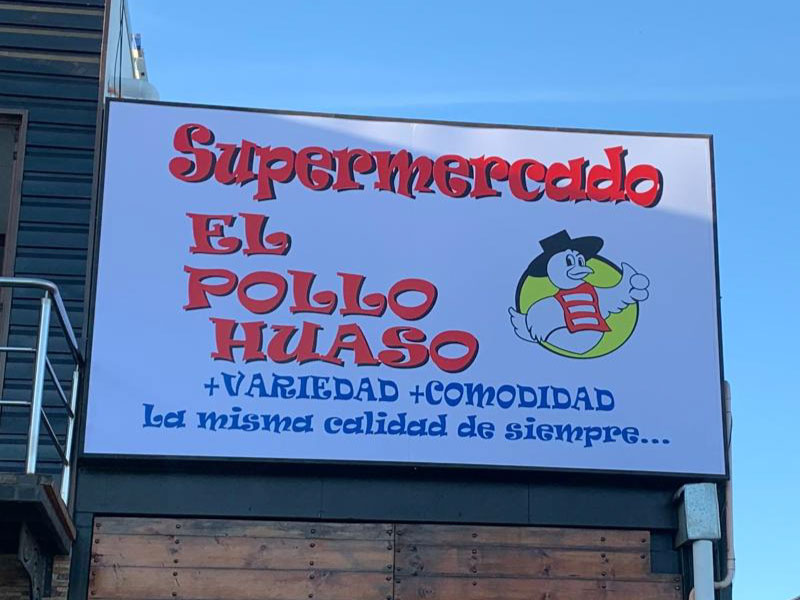 Supermercado
EL
POLLO
HUASO
+VARIEDAD +COMODIDAD
La misma calidad de siempre...